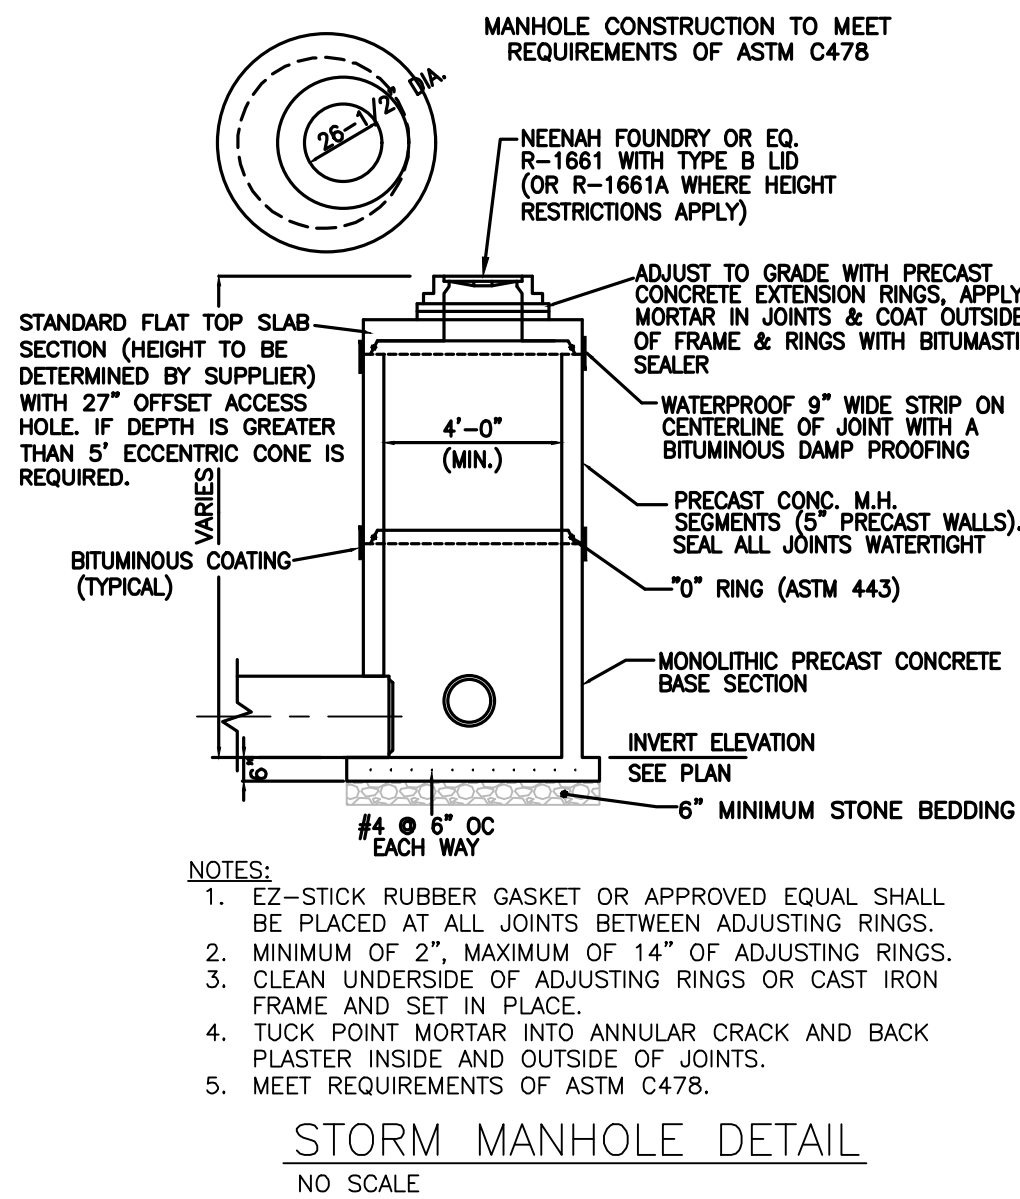 MANHOLE CONSTRUCTION TO MEET
REQUIREMENTS OF ASTM C478
26-1/2" DIA.
NEENAH FOUNDRY OR EQ.
R-1661 WITH TYPE B LID
(OR R-1661A WHERE HEIGHT
RESTRICTIONS APPLY)
ADJUST TO GRADE WITH PRECAST
CONCRETE EXTENSION RINGS, APPLY
MORTAR IN JOINTS & COAT OUTSIDE
OF FRAME & RINGS WITH BITUMASTI
SEALER
STANDARD FLAT TOP SLAB
SECTION (HEIGHT TO BE
DETERMINED BY SUPPLIER)
WITH 27" OFFSET ACCESS
HOLE. IF DEPTH IS GREATER
THAN 5' ECCENTRIC CONE IS
REQUIRED.
WATERPROOF 9" WIDE STRIP ON
CENTERLINE OF JOINT WITH A
BITUMINOUS DAMP PROOFING
4'-0"
(MIN.)
VARIES
PRECAST CONC. M.H.
SEGMENTS (5" PRECAST WALLS).
SEAL ALL JOINTS WATERTIGHT
BITUMINOUS COATING
(TYPICAL)
"0" RING (ASTM 443)
MONOLITHIC PRECAST CONCRETE
BASE SECTION
INVERT ELEVATION
SEE PLAN
6"
6" MINIMUM STONE BEDDING
#4 @ 6" OC
EACH WAY
NOTES:
1. EZ-STICK RUBBER GASKET OR APPROVED EQUAL SHALL
BE PLACED AT ALL JOINTS BETWEEN ADJUSTING RINGS.
2. MINIMUM OF 2", MAXIMUM OF 14" OF ADJUSTING RINGS.
3. CLEAN UNDERSIDE OF ADJUSTING RINGS OR CAST IRON
FRAME AND SET IN PLACE.
4. TUCK POINT MORTAR INTO ANNULAR CRACK AND BACK
PLASTER INSIDE AND OUTSIDE OF JOINTS.
5. MEET REQUIREMENTS OF ASTM C478.
STORM MANHOLE DETAIL
NO SCALE